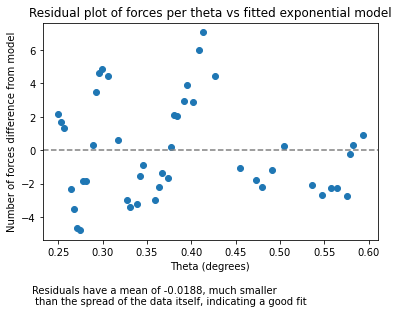 Residual plot of forces per theta vs fitted exponential model
Number of forces difference from model
6
4
2
0
−2
−4
0.25
0.30
0.35
0.40
0.45
0.50
0.55
0.60
Theta (degrees)
Residuals have a mean of -0.0188, much smaller
than the spread of the data itself, indicating a good fit